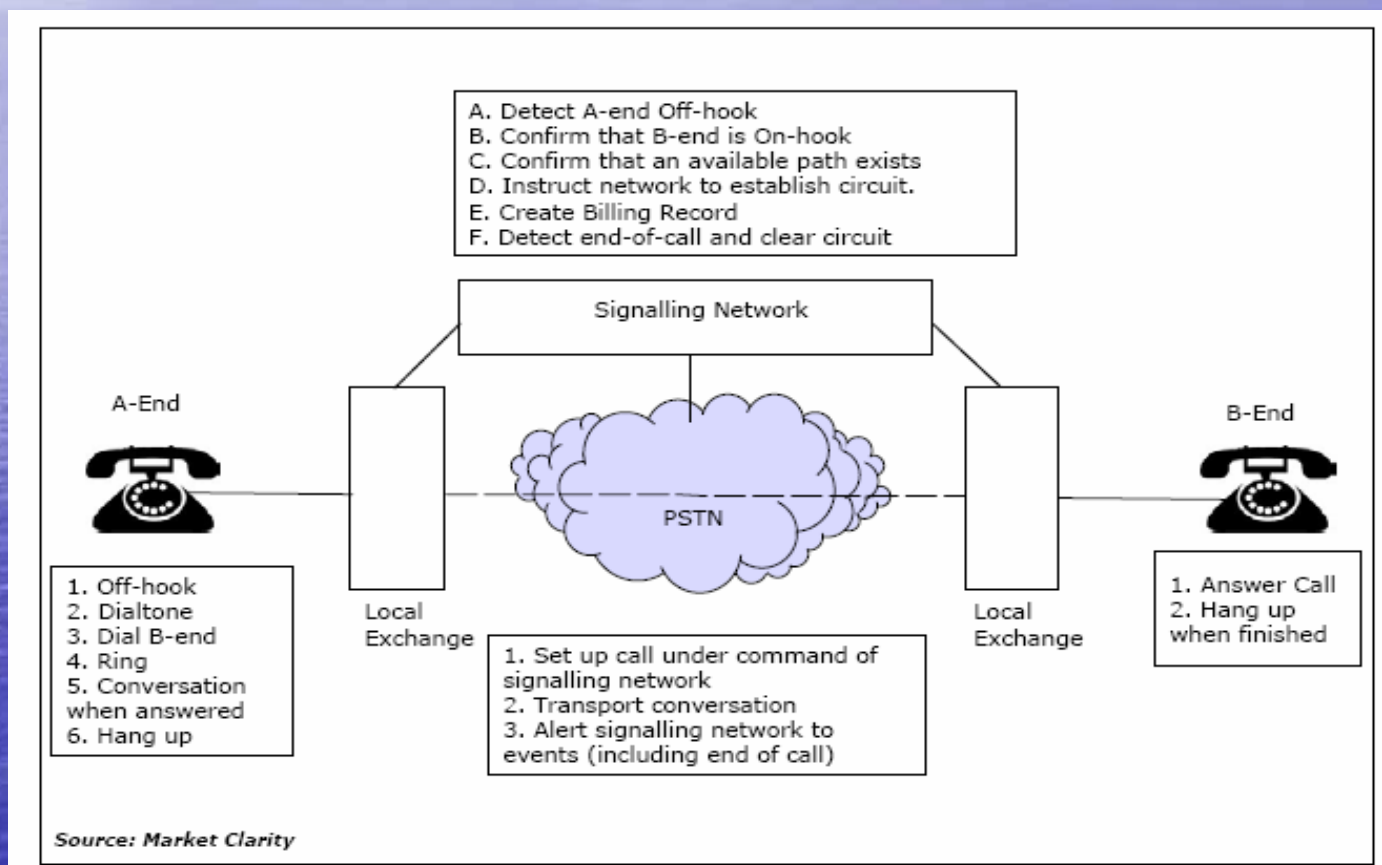 A. Detect A-end Off-hook
B. Confirm that B-end is On-hook
C. Confirm that an available path exists
D. Instruct network to establish circuit.
E. Create Billing Record
F. Detect end-of-call and clear circuit
Signalling Network
A-End
B-End
PSTN
1. Off-hook
2. Dialtone
3. Dial B-end
4. Ring
5. Conversation
when answered
6. Hang up
Local
Exchange
1. Set up call under command of
signalling network
2. Transport conversation
3. Alert signalling network to
events (including end of call)
Local
Exchange
1. Answer Call
2. Hang up
when finished
Source: Market Clarity